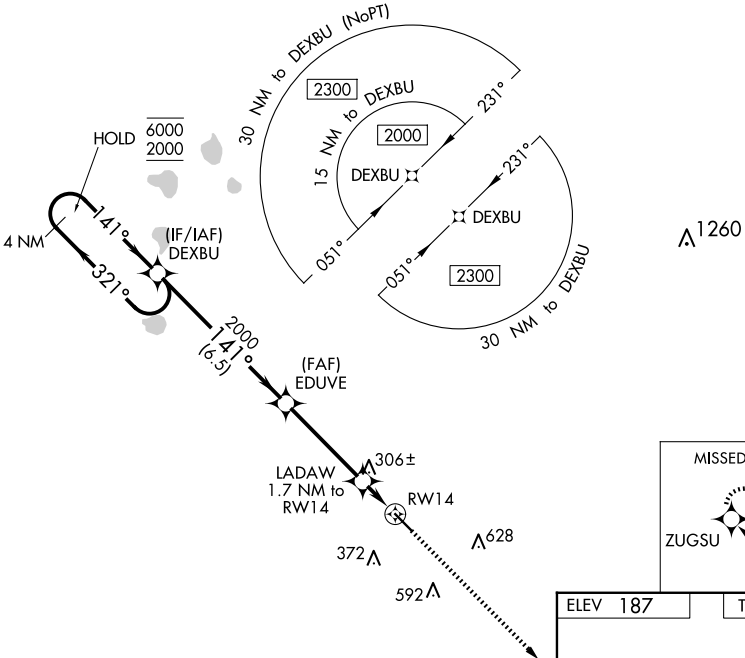 30 NM to DEXBU (NoPT)
2300
15 NM to DEXBU
2000
231°
HOLD
6000
2000
DEXBU
231°
DEXBU
051°
051°
2300
30 NM to DEXBU
1260
4 NM
141°
321°
(IF/IAF)
DEXBU
2000
141°
(6.5)
(FAF)
EDUVE
LADAW
1.7 NM to
RW14
306±
RW14
628
372
592
MISSED
ZUGSU
ELEV 187
T